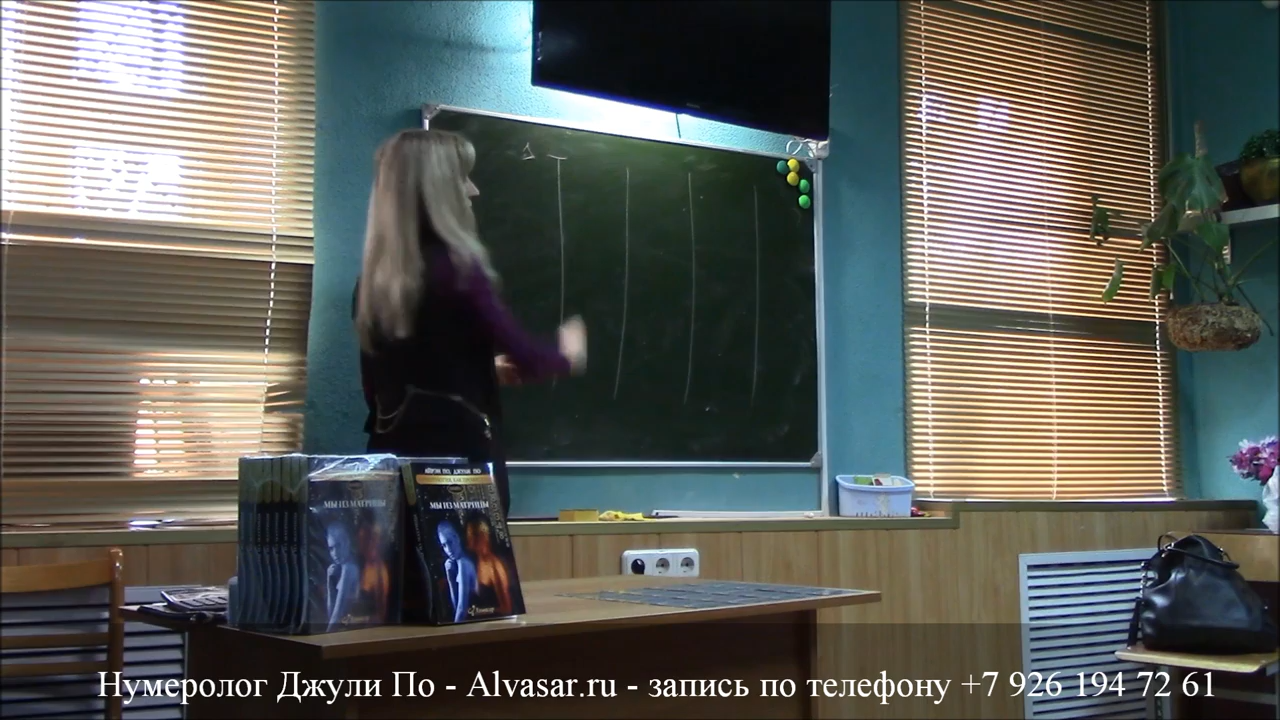 МЫ ИЗ МАТРИЦЫ
МЫ ИЗ МАТРИЦЫ
Нумеролог Джули По - Alvasar.ru - запись по телефону +7 926 194 72 61